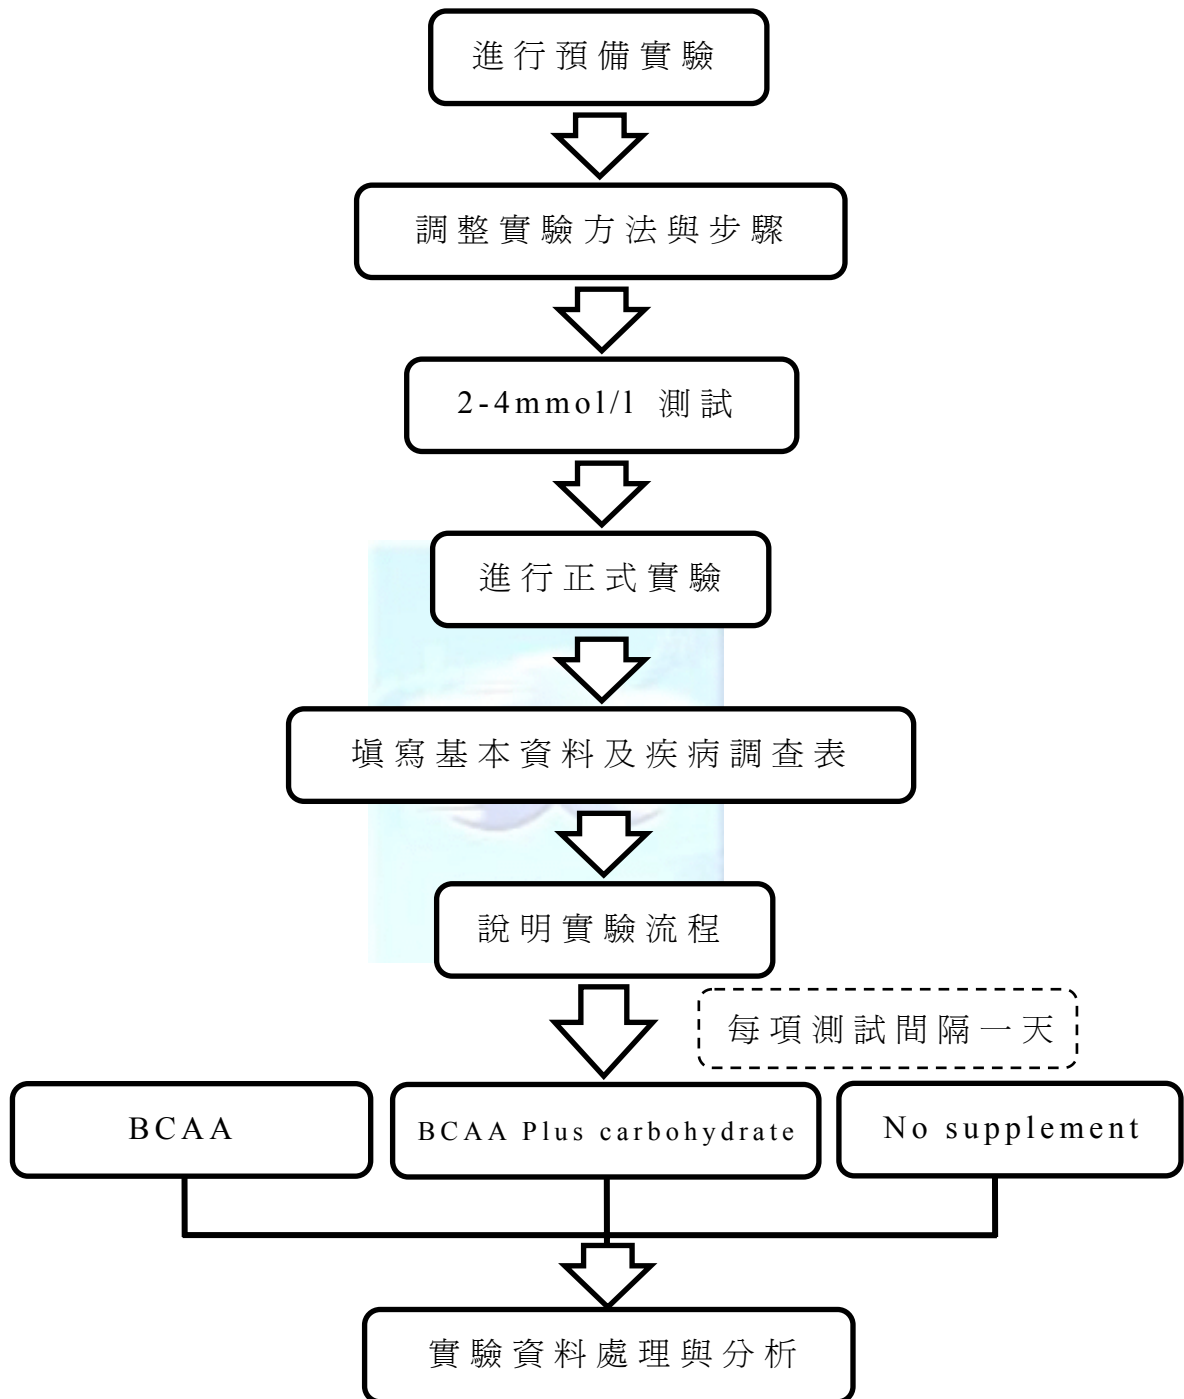 進行預備實驗
調整實驗方法與步驟
2-4mmol/l 測試
進行正式實驗
填寫基本資料及疾病調查表
說明實驗流程
每項測試間隔一天
BCAA
BCAA Plus carbohydrate
No supplement
實驗資料處理與分析